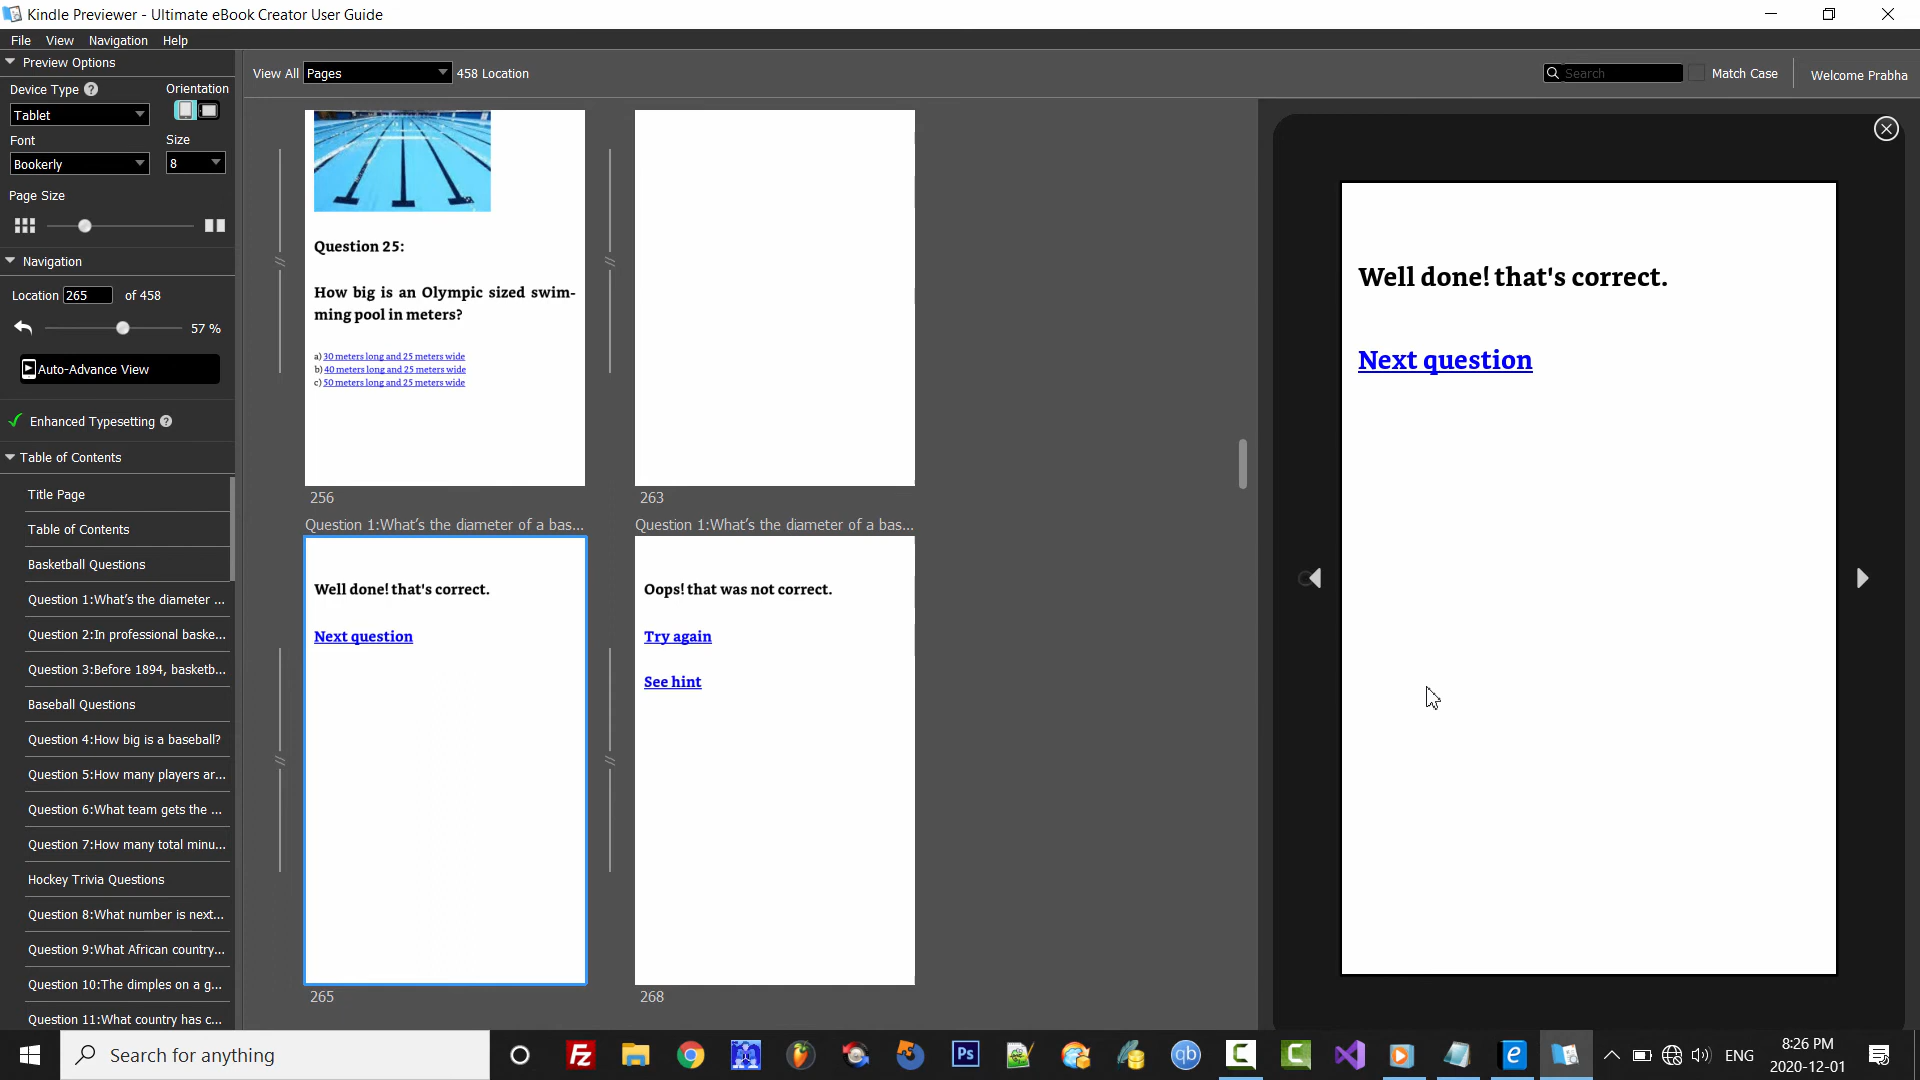 Kindle Previewer - Ultimate eBook Creator User Guide
File View Navigation Help
Preview Options
Device Type ?
Orientation
Tablet
Font
Size
Bookerly
8
Page Size
Navigation
Location 265 of 458
57 %
Auto-Advance View
Enhanced Typesetting ?
Table of Contents
Title Page
Table of Contents
Basketball Questions
Question 1:What's the diameter ...
Question 2:In professional baske...
Question 3:Before 1894, basketb...
Baseball Questions
Question 4:How big is a baseball?
Question 5:How many players ar...
Question 6:What team gets the ...
Question 7:How many total minu...
Hockey Trivia Questions
Question 8:What number is next...
Question 9:What African country...
Question 10:The dimples on a g...
Question 11:What country has c...
View All Pages 458 Location
Search
Match Case
Welcome Prabha
Question 25:
How big is an Olympic sized swim-
ming pool in meters?
a) 30 meters long and 25 meters wide
b) 40 meters long and 25 meters wide
c) 50 meters long and 25 meters wide
256
263
Question 1:What's the diameter of a bas...
Question 1:What's the diameter of a bas...
Well done! that's correct.
Next question
265
Oops! that was not correct.
Try again
See hint
268
Well done! that's correct.
Next question
Search for anything
Fz
Ps
qb
C
C
e
ENG
8:26 PM
2020-12-01